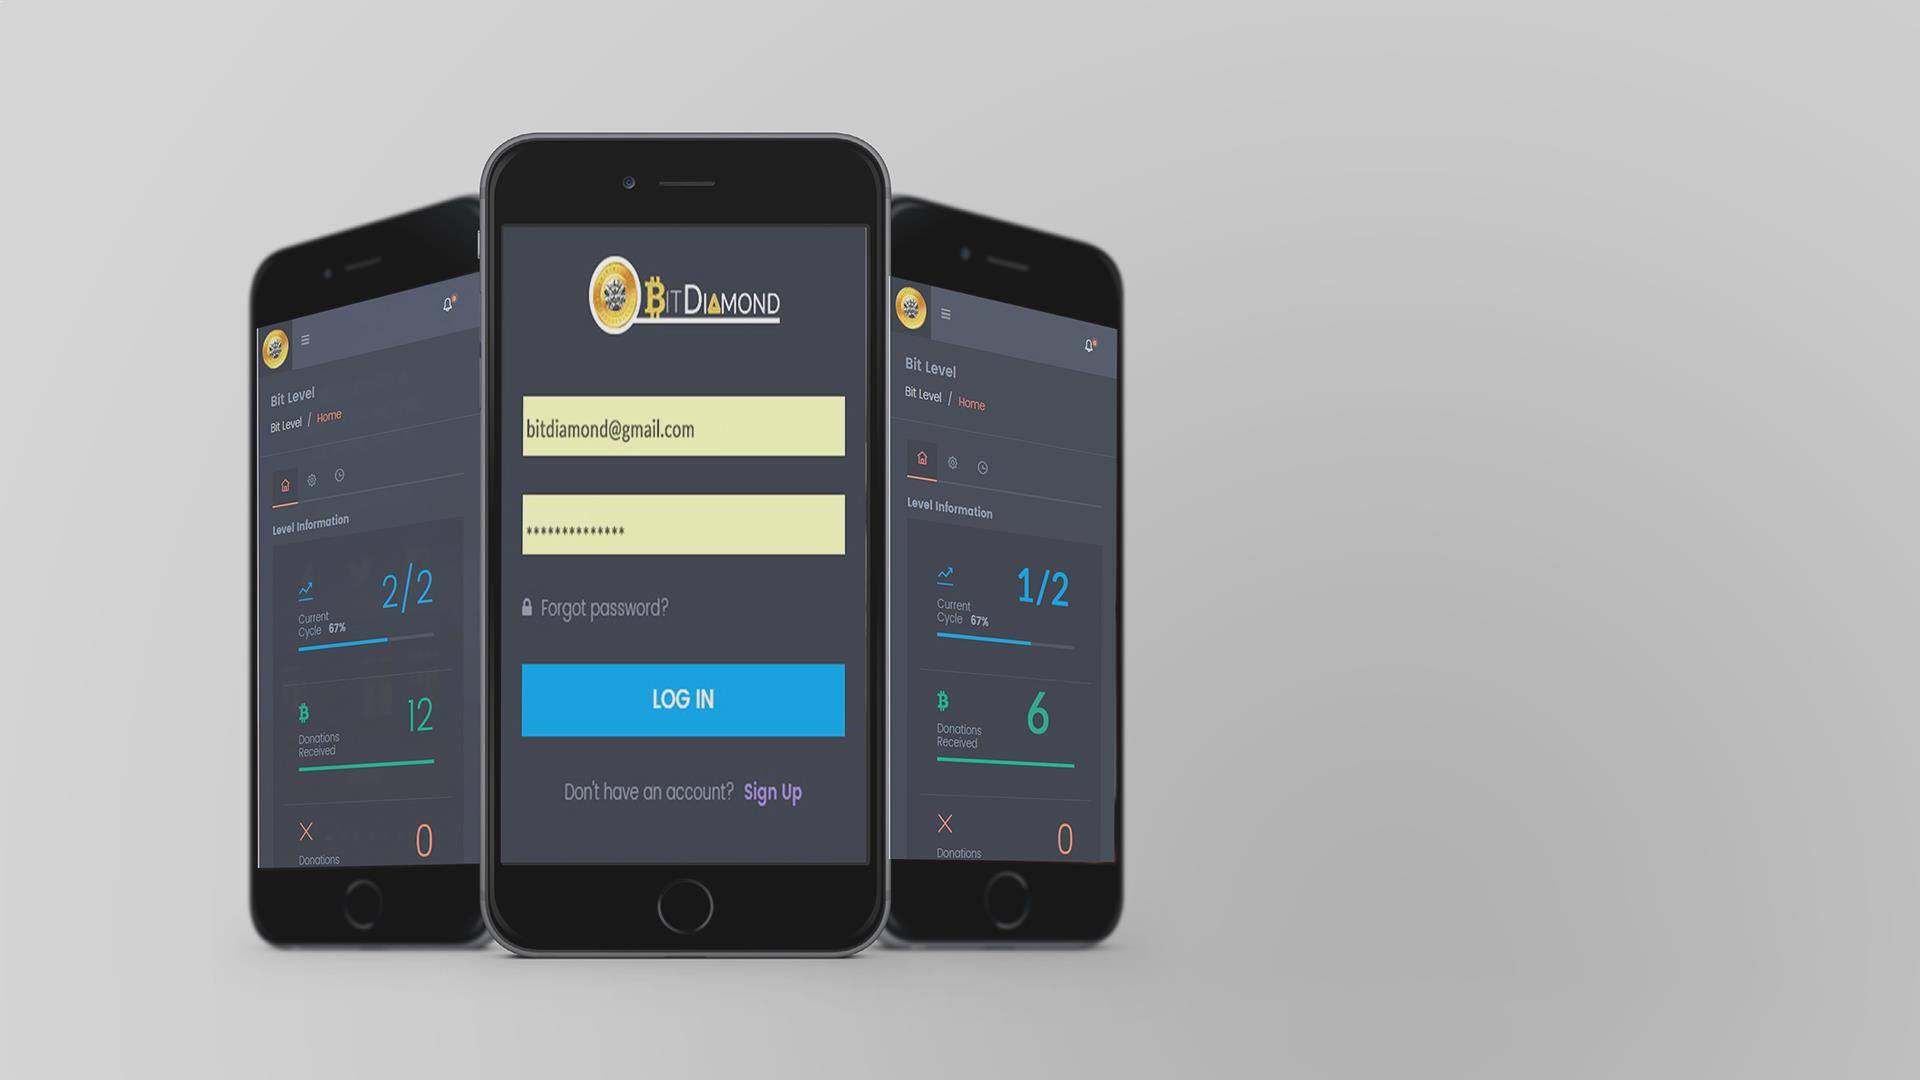 Bit Level
Bit Level / Home
Level Information
2/2
Current
Cycle 67%
12
Donations
Received
0
Donations
BITDIAMOND
bitdiamond@gmail.com
**************
Forgot password?
LOG IN
Don't have an account? Sign Up
Bit Level
Bit Level / Home
Level Information
1/2
Current
Cycle 67%
6
Donations
Received
0
Donations